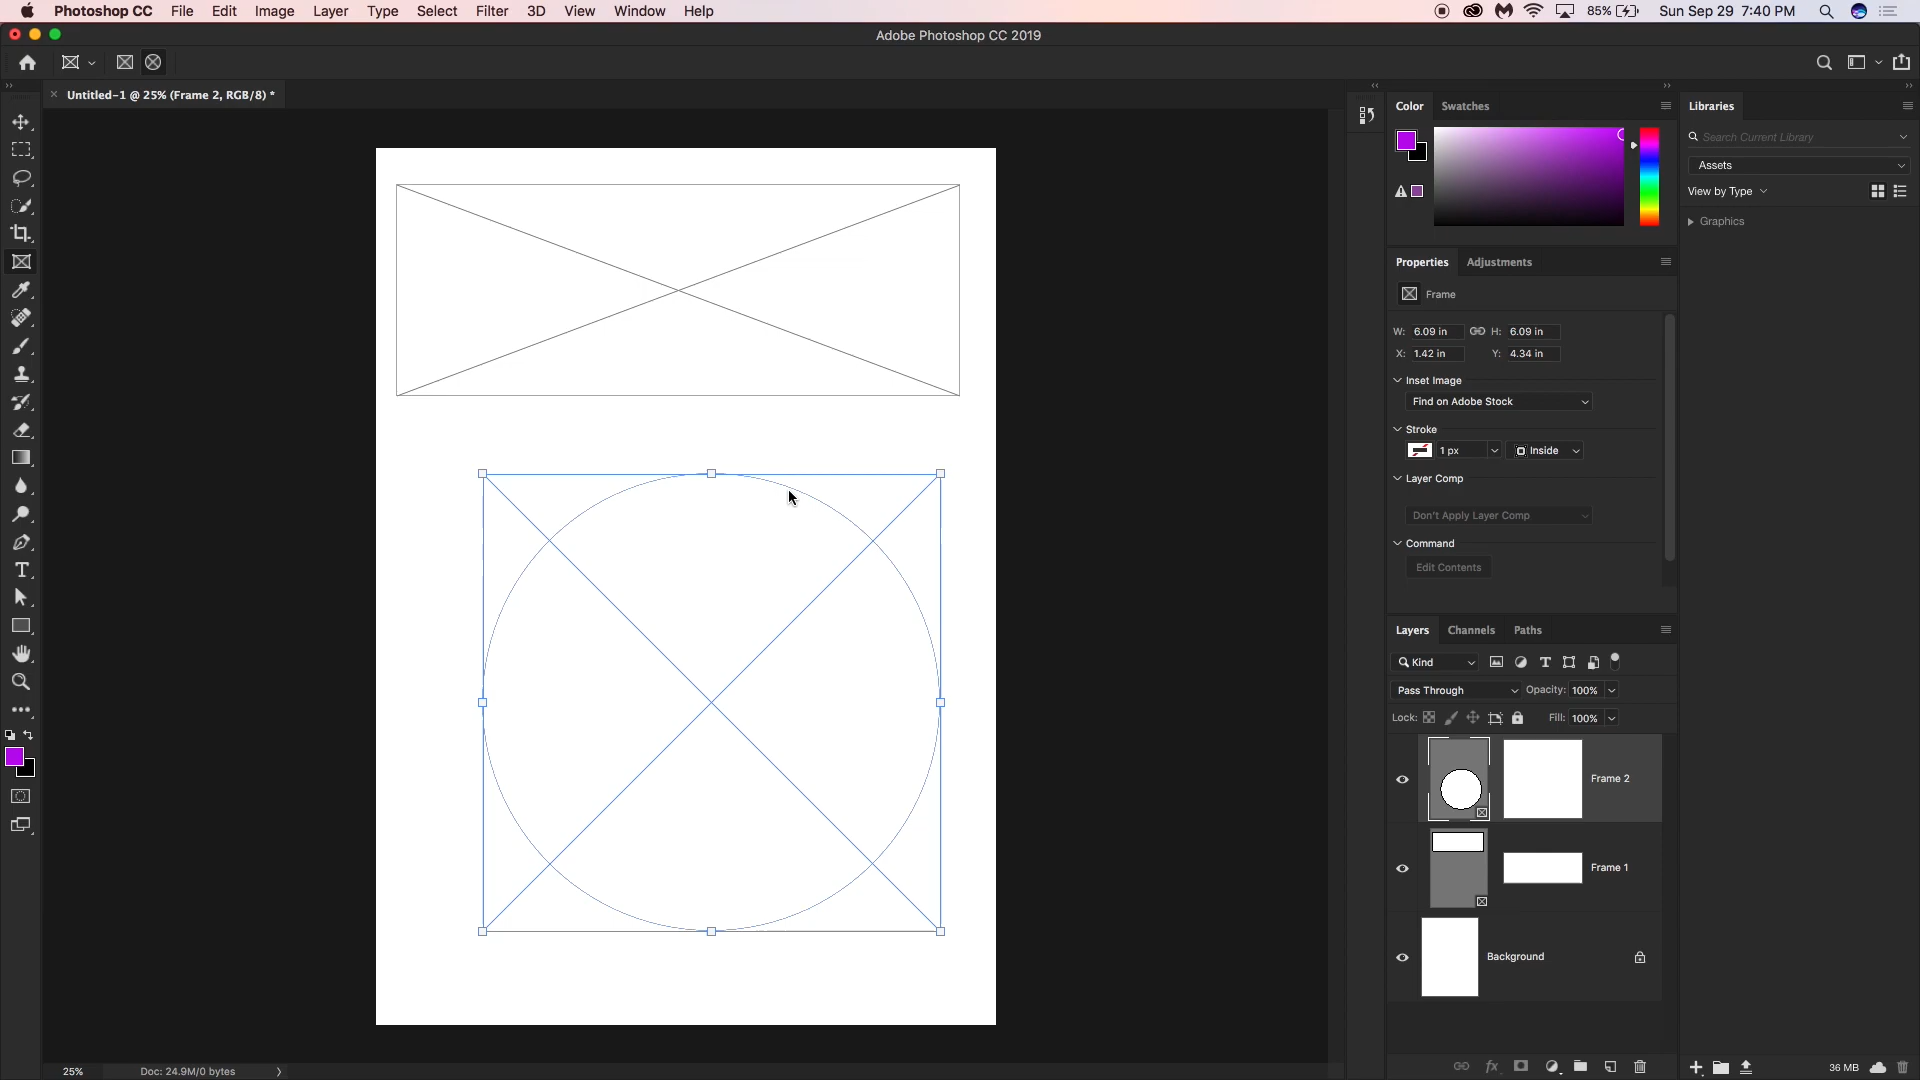 Photoshop CC File Edit Image Layer Type Select Filter 3D View Window Help 85% Sun Sep 29 7:40 PM
Adobe Photoshop CC 2019
Untitled-1 @ 25% (Frame 2, RGB/8) *
Color Swatches
Libraries
Search Current Library
Assets
View by Type
Graphics
Properties Adjustments
Frame
W: 6.09 in H: 6.09 in
X: 1.42 in Y: 4.34 in
Inset Image
Find on Adobe Stock
Stroke
1 px Inside
Layer Comp
Don't Apply Layer Comp
Command
Edit Contents
Layers Channels Paths
Kind
Pass Through Opacity: 100%
Lock: Fill: 100%
Frame 2
Frame 1
Background
25% Doc: 24.9M/0 bytes
36 MB